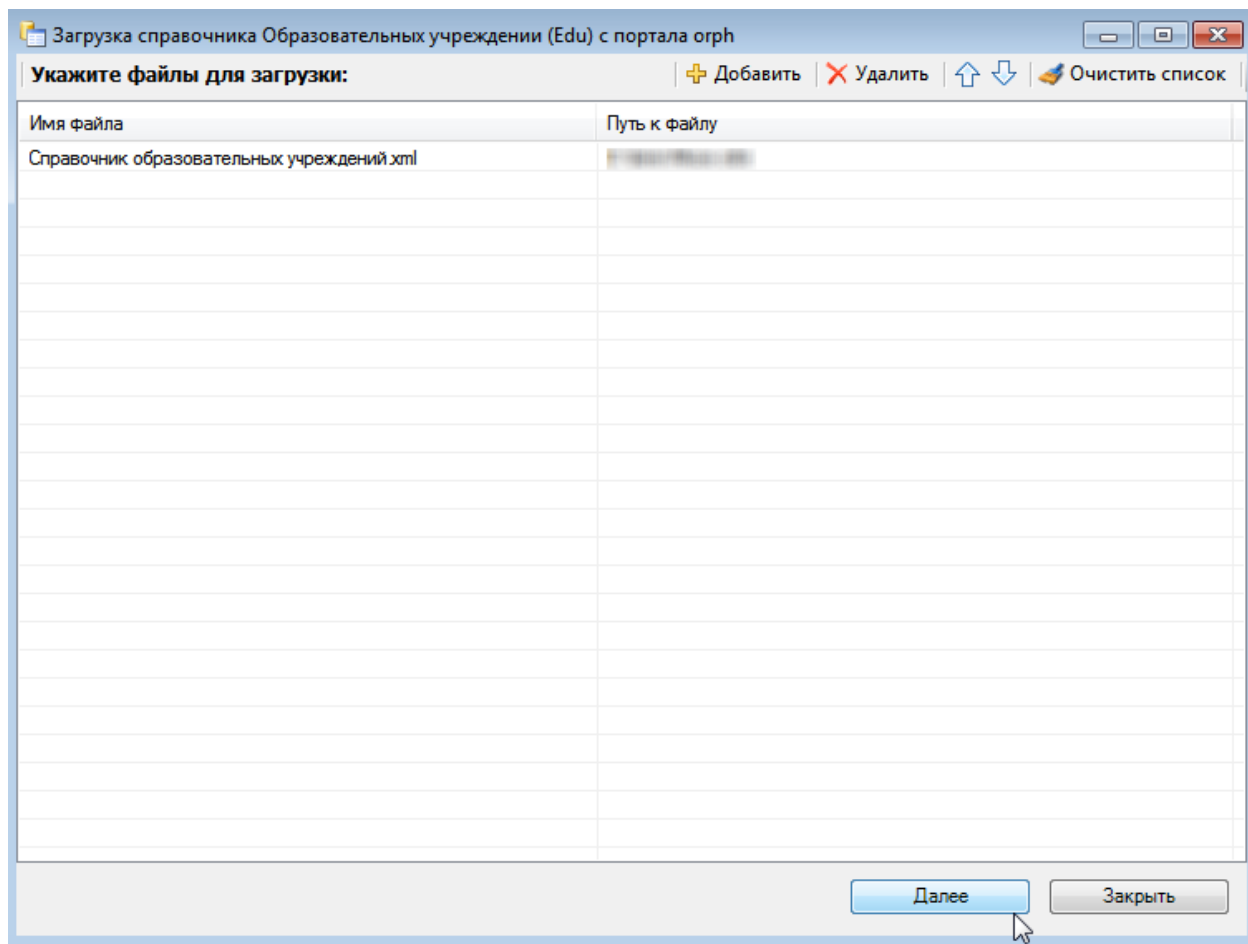 Загрузка справочника Образовательных учреждении (Edu) с портала orph
Укажите файлы для загрузки: Добавить Удалить Очистить список
Имя файла Путь к файлу
Справочник образовательных учреждений.xml
Далее Закрыть